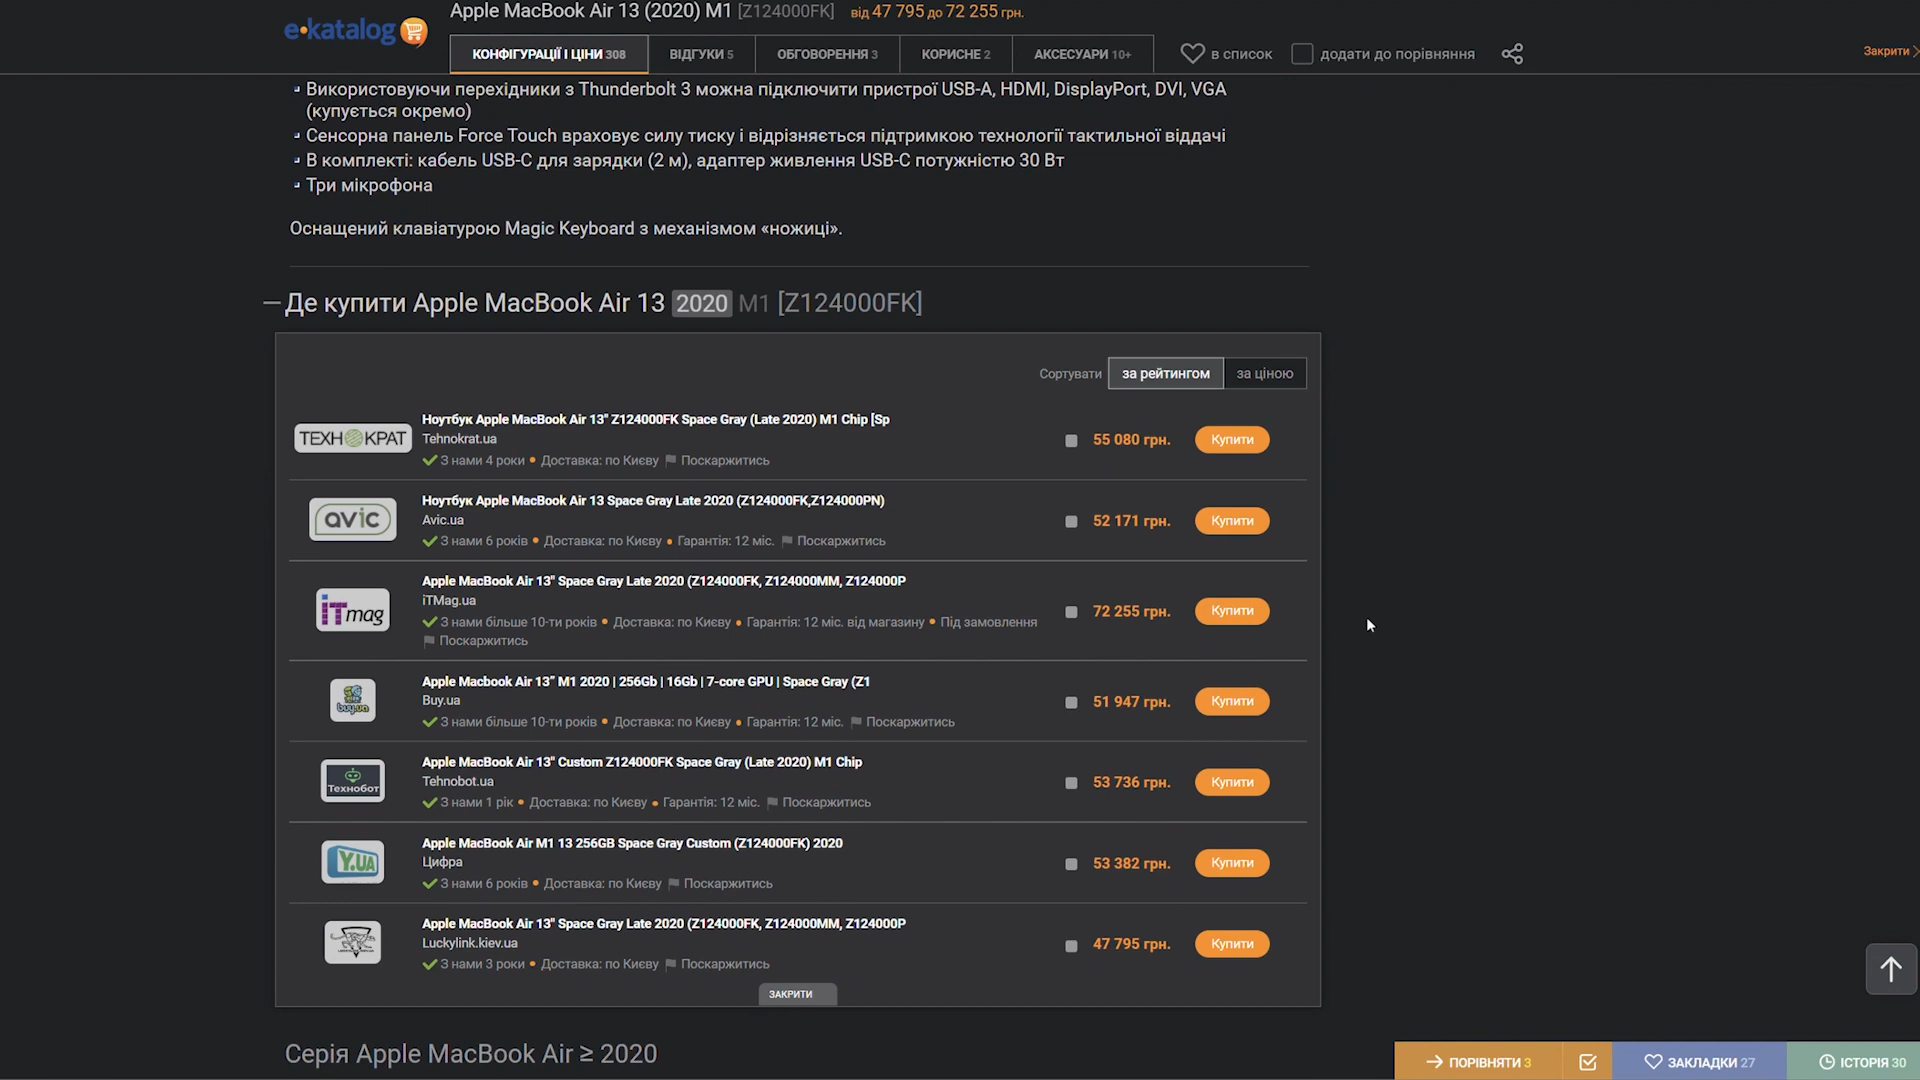 e·katalog
Apple MacBook Air 13 (2020) M1 [Z124000FK] від 47 795 до 72 255 грн.
КОНФІГУРАЦІЇ І ЦІНИ 308
ВІДГУКИ 5
ОБГОВОРЕННЯ 3
КОРИСНЕ 2
АКСЕСУАРИ 10+
в список
додати до порівняння
Закрити
Використовуючи перехідники з Thunderbolt 3 можна підключити пристрої USB-A, HDMI, DisplayPort, DVI, VGA
(купується окремо)
Сенсорна панель Force Touch враховує силу тиску і відрізняється підтримкою технології тактильної віддачі
В комплекті: кабель USB-C для зарядки (2 м), адаптер живлення USB-C потужністю 30 Вт
Три мікрофона
Оснащений клавіатурою Magic Keyboard з механізмом «ножиці».
Де купити Apple MacBook Air 13 2020 M1 [Z124000FK]
Сортувати за рейтингом за ціною
ТЕХНОКРАТ
Ноутбук Apple MacBook Air 13" Z124000FK Space Gray (Late 2020) M1 Chip [Sp
Tehnokrat.ua
З нами 4 роки • Доставка: по Києву Поскаржитись
55 080 грн. Купити
avic
Ноутбук Apple MacBook Air 13 Space Gray Late 2020 (Z124000FK,Z124000PN)
Avic.ua
З нами 6 років • Доставка: по Києву • Гарантія: 12 міс. Поскаржитись
52 171 грн. Купити
iTmag
Apple MacBook Air 13" Space Gray Late 2020 (Z124000FK, Z124000MM, Z124000P
iTMag.ua
З нами більше 10-ти років • Доставка: по Києву • Гарантія: 12 міс. від магазину • Під замовлення
Поскаржитись
72 255 грн. Купити
buy.ua
Apple Macbook Air 13" M1 2020 | 256Gb | 16Gb | 7-core GPU | Space Gray (Z1
Buy.ua
З нами більше 10-ти років • Доставка: по Києву • Гарантія: 12 міс. Поскаржитись
51 947 грн. Купити
Технобот
Apple MacBook Air 13" Custom Z124000FK Space Gray (Late 2020) M1 Chip
Tehnobot.ua
З нами 1 рік • Доставка: по Києву • Гарантія: 12 міс. Поскаржитись
53 736 грн. Купити
Y.UA
Apple MacBook Air M1 13 256GB Space Gray Custom (Z124000FK) 2020
Цифра
З нами 6 років • Доставка: по Києву Поскаржитись
53 382 грн. Купити
Apple MacBook Air 13" Space Gray Late 2020 (Z124000FK, Z124000MM, Z124000P
Luckylink.kiev.ua
З нами 3 роки • Доставка: по Києву Поскаржитись
47 795 грн. Купити
ЗАКРИТИ
Серія Apple MacBook Air ≥ 2020
ПОРІВНЯТИ 3
ЗАКЛАДКИ 27
ІСТОРІЯ 30